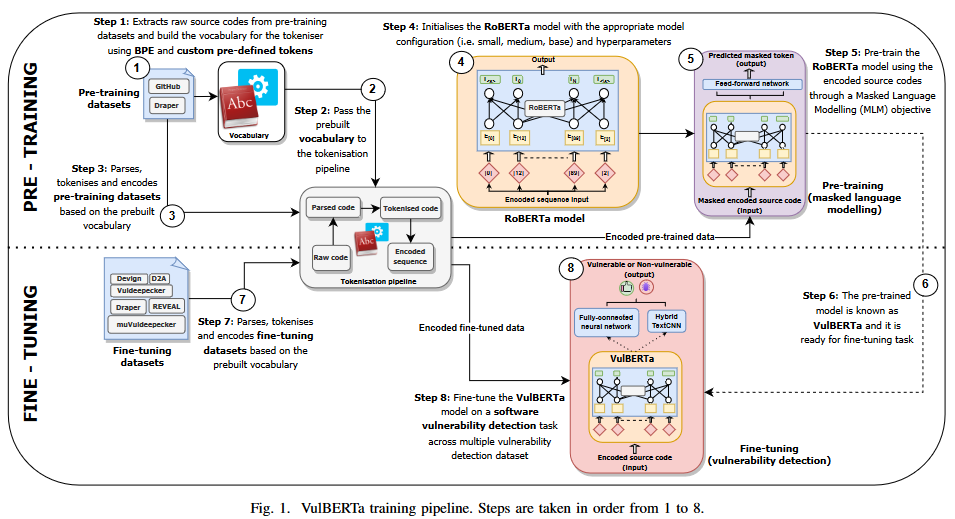 PRE - TRAINING
FINE - TUNING
Step 1: Extracts raw source codes from pre-training
datasets and build the vocabulary for the tokeniser
using BPE and custom pre-defined tokens
1
GitHub
Draper
Pre-training
datasets
Abc
Vocabulary
2
Step 2: Pass the
prebuilt
vocabulary to
the tokenisation
pipeline
Step 3: Parses,
tokenises and encodes
pre-training datasets
based on the prebuilt
vocabulary
3
Parsed code
Tokenised code
Abc
Raw code
Encoded
sequence
Tokenisation pipeline
Step 4: Initialises the RoBERTa model with the appropriate model
configuration (i.e. small, medium, base) and hyperparameters
4
Output
RoBERTa
E[0]
E[12]
E[89]
E[2]
[0]
[12]
[89]
[2]
Encoded sequence input
RoBERTa model
5
Predicted masked token
(output)
Feed-forward network
Masked encoded source code
(input)
Step 5: Pre-train the
RoBERTa model using the
encoded source codes
through a Masked Language
Modelling (MLM) objective
Pre-training
(masked language
modelling)
Encoded pre-trained data
6
Step 6: The pre-trained
model is known as
VulBERTa and it is
ready for fine-tuning task
Devign
D2A
Vuldeepecker
Draper
REVEAL
muVuldeepecker
Fine-tuning
datasets
7
Step 7: Parses, tokenises
and encodes fine-tuning
datasets based on the
prebuilt vocabulary
Encoded fine-tuned data
Step 8: Fine-tune the VulBERTa
model on a software
vulnerability detection task
across multiple vulnerability
detection dataset
8
Vulnerable or Non-vulnerable
(output)
Fully-connected
neural network
Hybrid
TextCNN
VulBERTa
Encoded source code
(input)
Fine-tuning
(vulnerability detection)
Fig. 1. VulBERTa training pipeline. Steps are taken in order from 1 to 8.